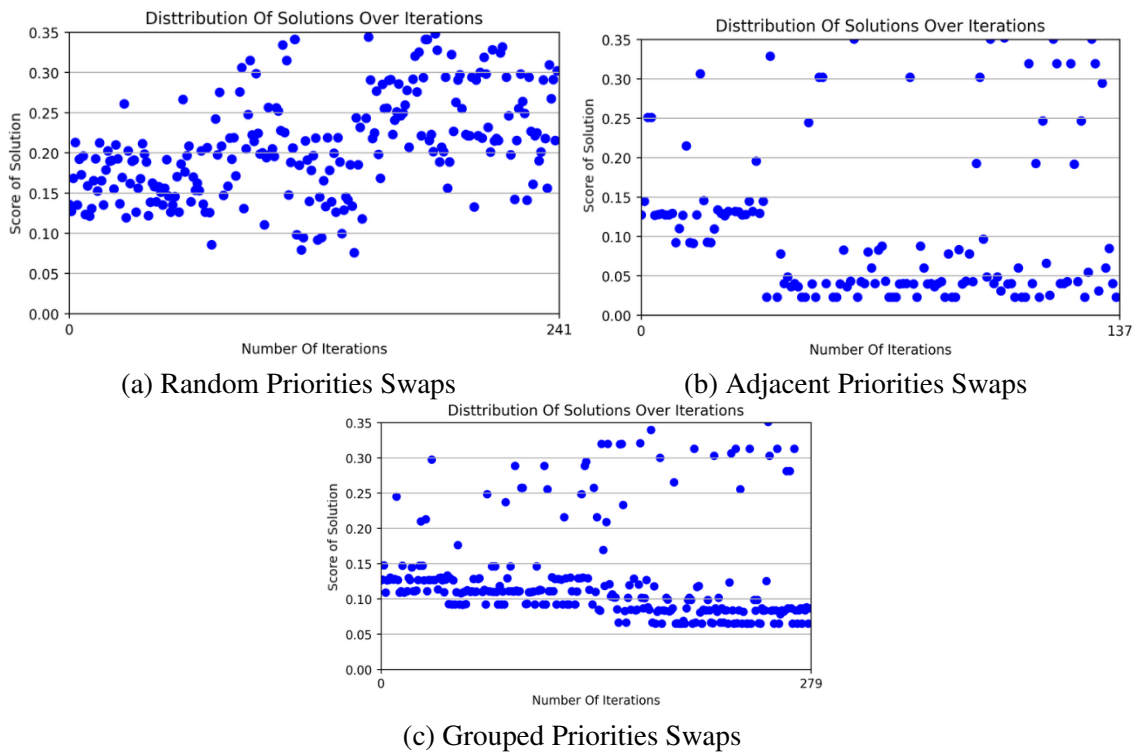 Disttribution Of Solutions Over Iterations
0.35
0.30
0.25
0.20
0.15
0.10
0.05
0.00
Score of Solution
0
241
Number Of Iterations
(a) Random Priorities Swaps
Disttribution Of Solutions Over Iterations
0.35
0.30
0.25
0.20
0.15
0.10
0.05
0.00
Score of Solution
0
137
Number Of Iterations
(b) Adjacent Priorities Swaps
Disttribution Of Solutions Over Iterations
0.35
0.30
0.25
0.20
0.15
0.10
0.05
0.00
Score of Solution
0
279
Number Of Iterations
(c) Grouped Priorities Swaps